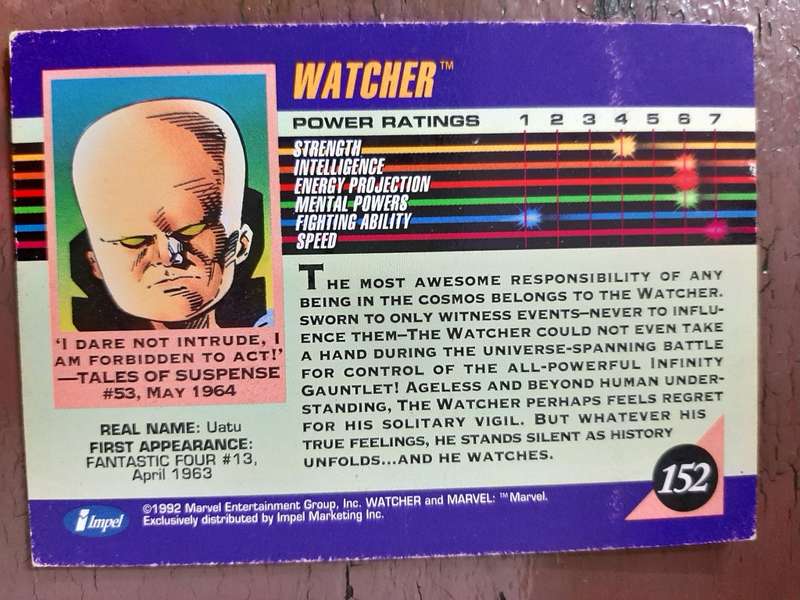 WATCHER™
POWER RATINGS 1 2 3 4 5 6 7
STRENGTH
INTELLIGENCE
ENERGY PROJECTION
MENTAL POWERS
FIGHTING ABILITY
SPEED
'I DARE NOT INTRUDE, I
AM FORBIDDEN TO ACT!'
—TALES OF SUSPENSE
#53, MAY 1964
REAL NAME: Uatu
FIRST APPEARANCE:
FANTASTIC FOUR #13,
April 1963
THE MOST AWESOME RESPONSIBILITY OF ANY
BEING IN THE COSMOS BELONGS TO THE WATCHER.
SWORN TO ONLY WITNESS EVENTS—NEVER TO INFLU-
ENCE THEM—THE WATCHER COULD NOT EVEN TAKE
A HAND DURING THE UNIVERSE-SPANNING BATTLE
FOR CONTROL OF THE ALL-POWERFUL INFINITY
GAUNTLET! AGELESS AND BEYOND HUMAN UNDER-
STANDING, THE WATCHER PERHAPS FEELS REGRET
FOR HIS SOLITARY VIGIL. BUT WHATEVER HIS
TRUE FEELINGS, HE STANDS SILENT AS HISTORY
UNFOLDS...AND HE WATCHES.
152
Impel
©1992 Marvel Entertainment Group, Inc. WATCHER and MARVEL: ™Marvel.
Exclusively distributed by Impel Marketing Inc.